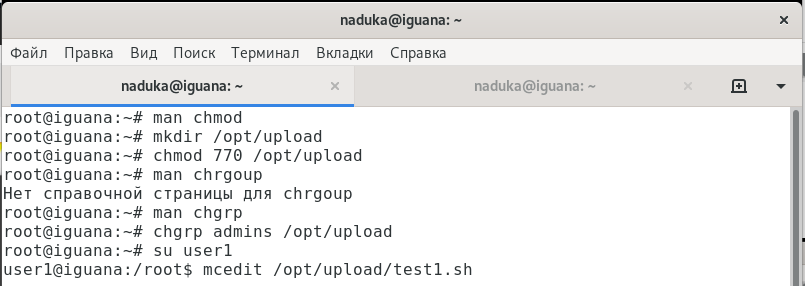 naduka@iguana: ~
Файл Правка Вид Поиск Терминал Вкладки Справка
naduka@iguana: ~ naduka@iguana: ~
root@iguana:~# man chmod
root@iguana:~# mkdir /opt/upload
root@iguana:~# chmod 770 /opt/upload
root@iguana:~# man chrgoup
Нет справочной страницы для chrgoup
root@iguana:~# man chgrp
root@iguana:~# chgrp admins /opt/upload
root@iguana:~# su user1
user1@iguana:/root$ mcedit /opt/upload/test1.sh